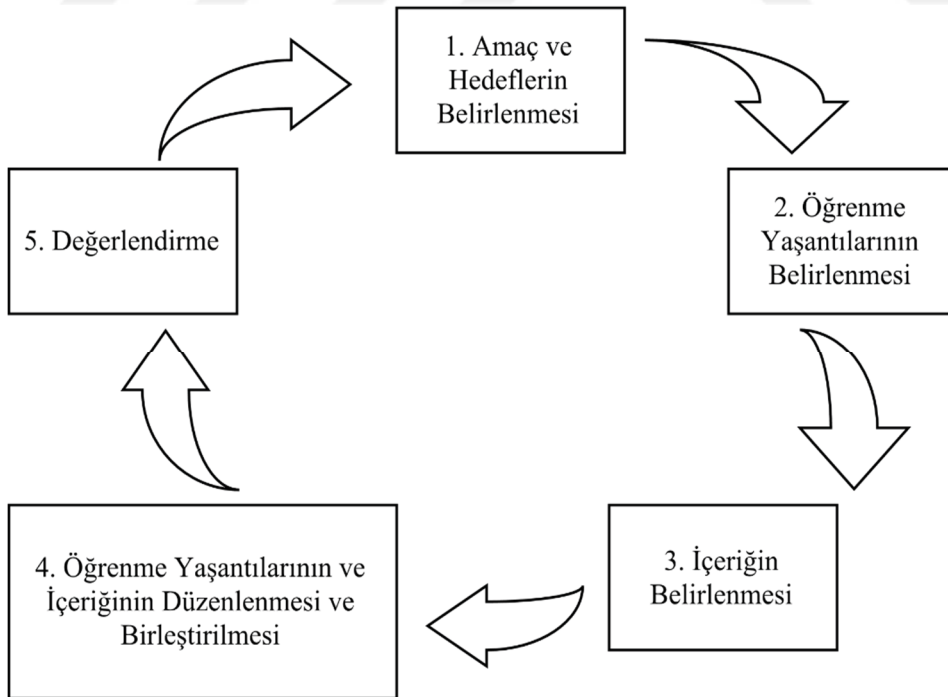 1. Amaç ve
Hedeflerin
Belirlenmesi
2. Öğrenme
Yaşantılarının
Belirlenmesi
3. İçeriğin
Belirlenmesi
4. Öğrenme Yaşantılarının ve
İçeriğinin Düzenlenmesi ve
Birleştirilmesi
5. Değerlendirme